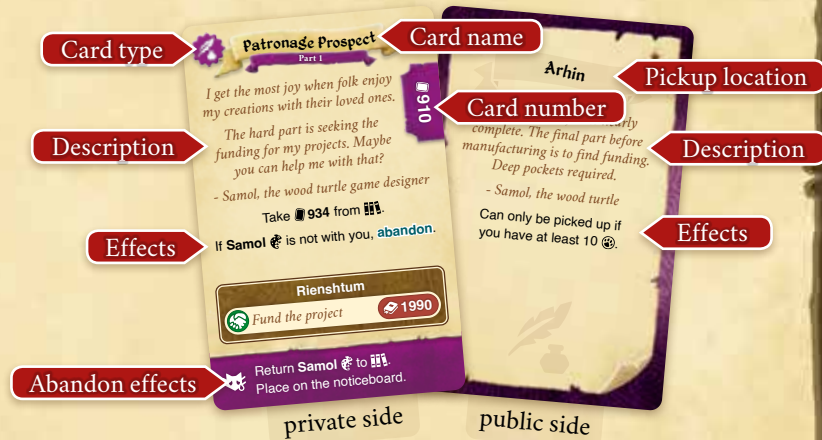 Card type
Patronage Prospect
Part 1
Card name
I get the most joy when folk enjoy
my creations with their loved ones.
910
Card number
Description
The hard part is seeking the
funding for my projects. Maybe
you can help me with that?
- Samol, the wood turtle game designer
Take 934 from .
Effects
If Samol is not with you, abandon.
Rienshtum
Fund the project 1990
Abandon effects
Return Samol to .
Place on the noticeboard.
private side
Arhin
Pickup location
complete. The final part before
manufacturing is to find funding.
Deep pockets required.
Description
- Samol, the wood turtle
Can only be picked up if
you have at least 10 .
Effects
public side